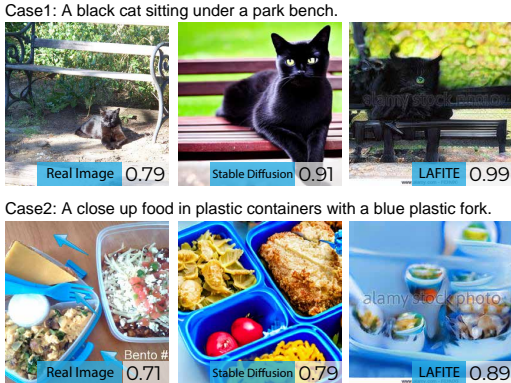 Case1: A black cat sitting under a park bench.
alamy stock photo
Real Image 0.79
Stable Diffusion 0.91
LAFITE 0.99
Case2: A close up food in plastic containers with a blue plastic fork.
alamy stock photo
Bento #
Real Image 0.71
Stable Diffusion 0.79
LAFITE 0.89